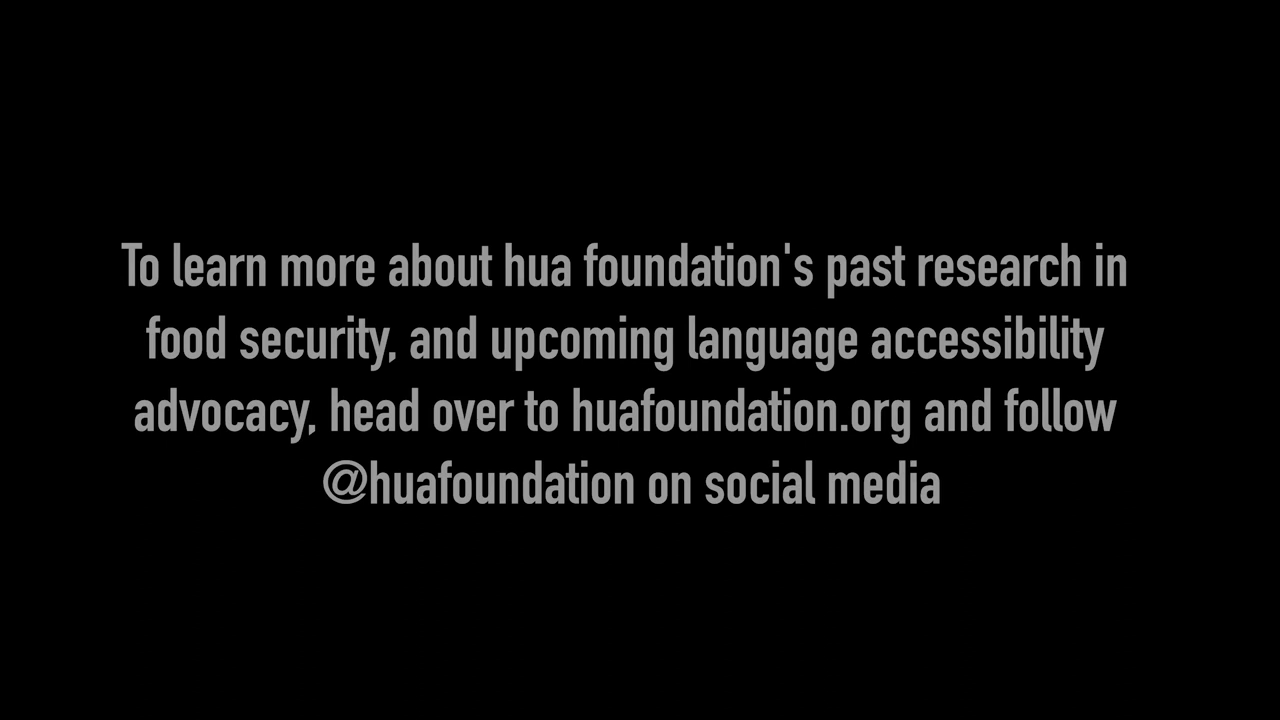 To learn more about hua foundation's past research in
food security, and upcoming language accessibility
advocacy, head over to huafoundation.org and follow
@huafoundation on social media